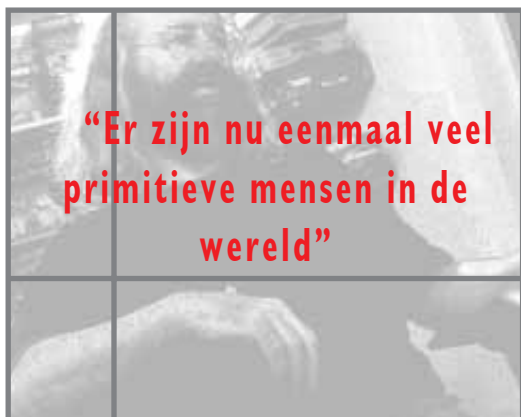 “Er zijn nu eenmaal veel
primitieve mensen in de
wereld”